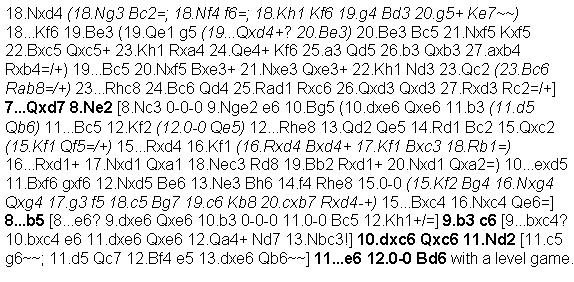 18.Nxd4 (18.Ng3 Bc2=; 18.Nf4 f6=; 18.Kh1 Kf6 19.g4 Bd3 20.g5+ Ke7~~)
18...Kf6 19.Be3 (19.Qe1 g5 (19...Qxd4+? 20.Be3) 20.Be3 Bc5 21.Nxf5 Kxf5
22.Bxc5 Qxc5+ 23.Kh1 Rxa4 24.Qe4+ Kf6 25.a3 Qd5 26.b3 Qxb3 27.axb4
Rxb4=/+) 19...Bc5 20.Nxf5 Bxe3+ 21.Nxe3 Qxe3+ 22.Kh1 Nd3 23.Qc2 (23.Bc6
Rab8=/+) 23...Rhc8 24.Bc6 Qd4 25.Rad1 Rxc6 26.Qxd3 Qxd3 27.Rxd3 Rc2=/+]
7...Qxd7 8.Ne2 [8.Nc3 0-0-0 9.Nge2 e6 10.Bg5 (10.dxe6 Qxe6 11.b3 (11.d5
Qb6) 11...Bc5 12.Kf2 (12.0-0 Qe5) 12...Rhe8 13.Qd2 Qe5 14.Rd1 Bc2 15.Qxc2
(15.Kf1 Qf5=/+) 15...Rxd4 16.Kf1 (16.Rxd4 Bxd4+ 17.Kf1 Bxc3 18.Rb1=)
16...Rxd1+ 17.Nxd1 Qxa1 18.Nec3 Rd8 19.Bb2 Rxd1+ 20.Nxd1 Qxa2=) 10...exd5
11.Bxf6 gxf6 12.Nxd5 Be6 13.Ne3 Bh6 14.f4 Rhe8 15.0-0 (15.Kf2 Bg4 16.Nxg4
Qxg4 17.g3 f5 18.c5 Bg7 19.c6 Kb8 20.cxb7 Rxd4-+) 15...Bxc4 16.Nxc4 Qe6=]
8...b5 [8...e6? 9.dxe6 Qxe6 10.b3 0-0-0 11.0-0 Bc5 12.Kh1+/=] 9.b3 c6 [9...bxc4?
10.bxc4 e6 11.dxe6 Qxe6 12.Qa4+ Nd7 13.Nbc3!] 10.dxc6 Qxc6 11.Nd2 [11.c5
g6~~; 11.d5 Qc7 12.Bf4 e5 13.dxe6 Qb6~~] 11...e6 12.0-0 Bd6 with a level game.